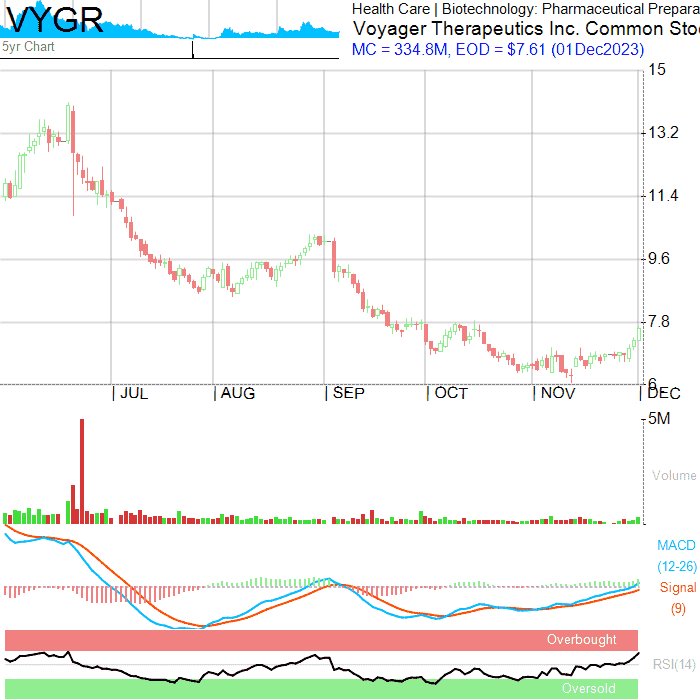 VYGR
5yr Chart
Health Care | Biotechnology: Pharmaceutical Prepara
Voyager Therapeutics Inc. Common Sto
MC = 334.8M, EOD = $7.61 (01Dec2023)
15
13.2
11.4
9.6
7.8
6
| JUL | AUG | SEP | OCT | NOV | DEC
5M
Volume
MACD
(12-26)
Signal
(9)
Overbought
RSI(14)
Oversold